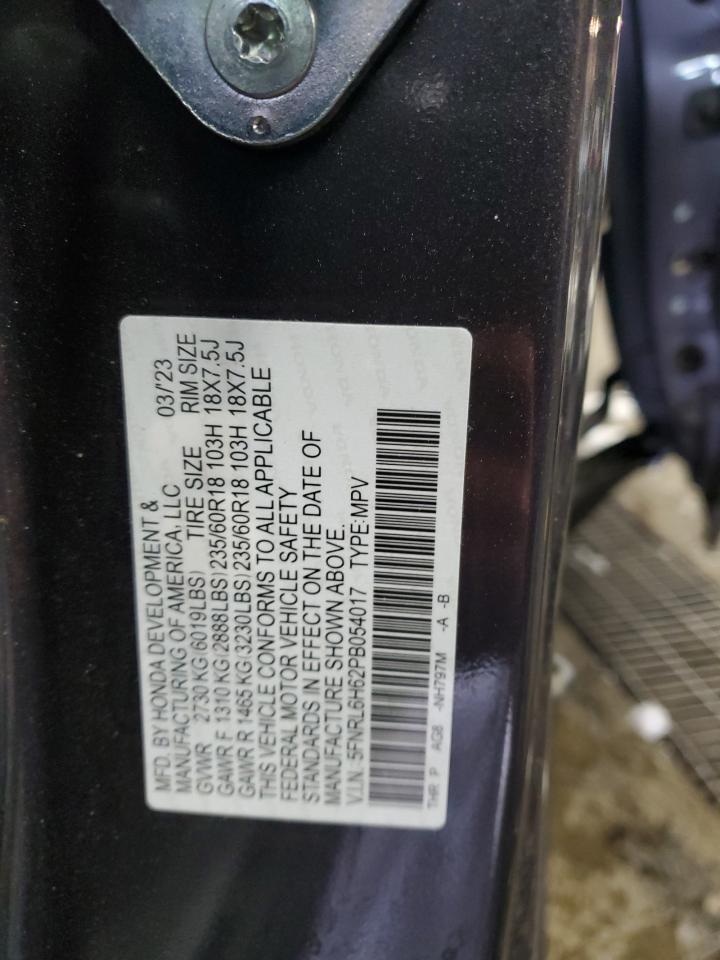 MFD. BY HONDA DEVELOPMENT & 03/'23
MANUFACTURING OF AMERICA, LLC
GVWR 2730 KG(6019LBS) TIRE SIZE RIM SIZE
GAWR F 1310 KG(2888LBS)235/60R18 103H 18X7.5J
GAWR R 1465 KG(3230LBS)235/60R18 103H 18X7.5J
THIS VEHICLE CONFORMS TO ALL APPLICABLE
FEDERAL MOTOR VEHICLE SAFETY
STANDARDS IN EFFECT ON THE DATE OF
MANUFACTURE SHOWN ABOVE.
V.I.N. 5FNRL6H62PB054017 TYPE:MPV
THR P AG8 -NH797M -A -B